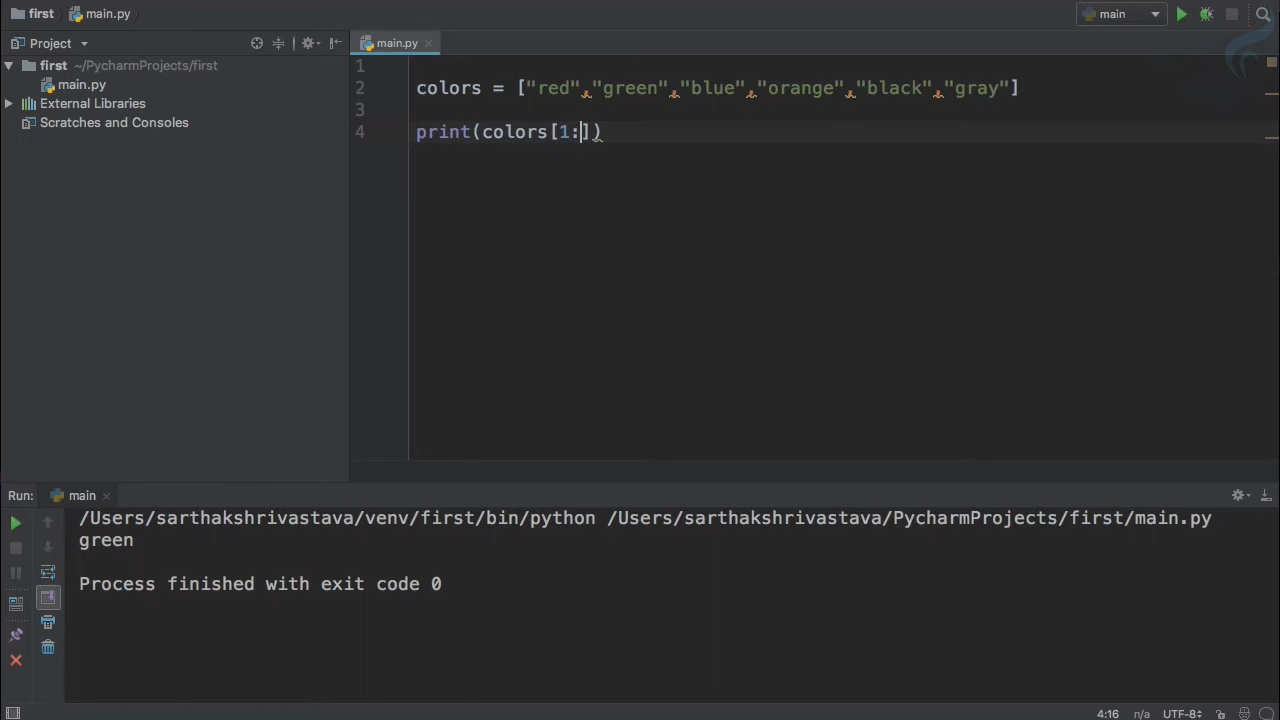 first main.py
main
Project
main.py
first ~/PycharmProjects/first
main.py
External Libraries
Scratches and Consoles
1
2 colors = ["red","green","blue","orange","black","gray"]
3
4 print(colors[1:])
Run: main
/Users/sarthakshrivastava/venv/first/bin/python /Users/sarthakshrivastava/PycharmProjects/first/main.py
green
Process finished with exit code 0
4:16 n/a UTF-8